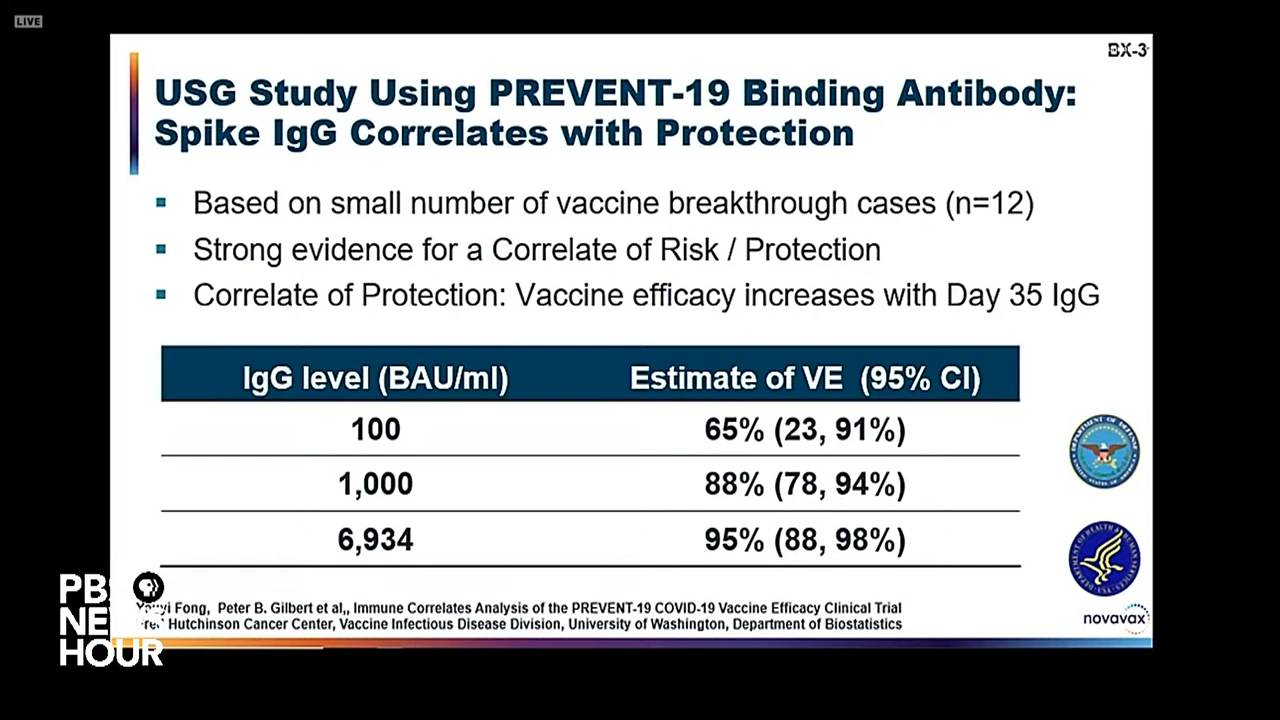 LIVE
BX-3
USG Study Using PREVENT-19 Binding Antibody:
Spike IgG Correlates with Protection
▪ Based on small number of vaccine breakthrough cases (n=12)
▪ Strong evidence for a Correlate of Risk / Protection
▪ Correlate of Protection: Vaccine efficacy increases with Day 35 IgG
IgG level (BAU/ml) Estimate of VE (95% CI)
100 65% (23, 91%)
1,000 88% (78, 94%)
6,934 95% (88, 98%)
Fong, Peter B. Gilbert et al,, Immune Correlates Analysis of the PREVENT-19 COVID-19 Vaccine Efficacy Clinical Trial
Hutchinson Cancer Center, Vaccine Infectious Disease Division, University of Washington, Department of Biostatistics
novavax
PBS
NEWS
HOUR